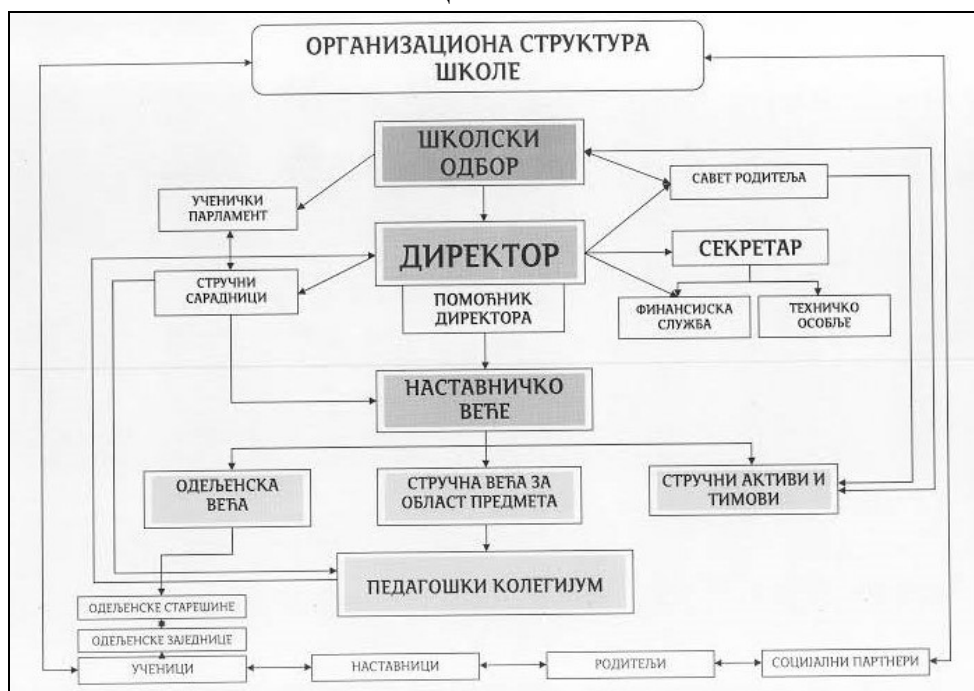 ОРГАНИЗАЦИОНА СТРУКТУРА
ШКОЛЕ
ШКОЛСКИ
ОДБОР
САВЕТ РОДИТЕЉА
УЧЕНИЧКИ
ПАРЛАМЕНТ
ДИРЕКТОР
СЕКРЕТАР
СТРУЧНИ
САРАДНИЦИ
ПОМОЋНИК
ДИРЕКТОРА
ФИНАНСИЈСКА
СЛУЖБА
ТЕХНИЧКО
ОСОБЉЕ
НАСТАВНИЧКО
ВЕЋЕ
ОДЕЉЕНСКА
ВЕЋА
СТРУЧНА ВЕЋА ЗА
ОБЛАСТ ПРЕДМЕТА
СТРУЧНИ АКТИВИ И
ТИМОВИ
ПЕДАГОШКИ КОЛЕГИЈУМ
ОДЕЉЕНСКЕ СТАРЕШИНЕ
ОДЕЉЕНСКЕ ЗАЈЕДНИЦЕ
УЧЕНИЦИ
НАСТАВНИЦИ
РОДИТЕЉИ
СОЦИЈАЛНИ ПАРТНЕРИ